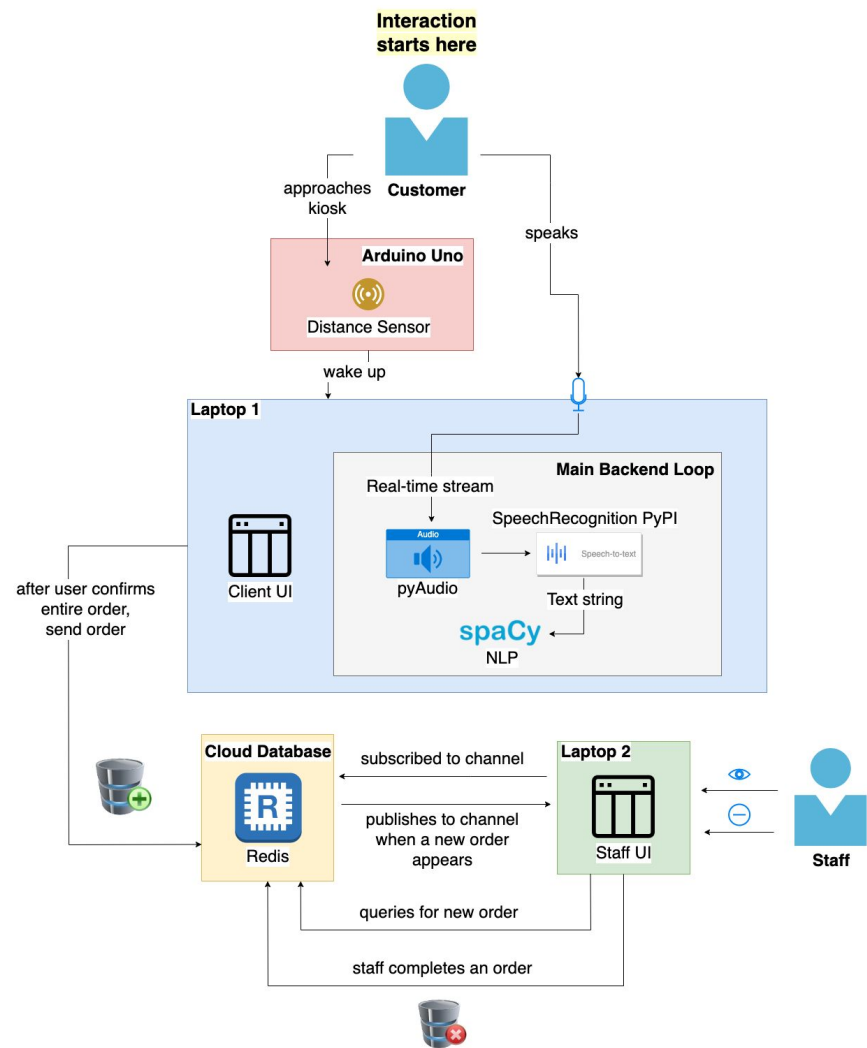 Interaction
starts here
Customer
approaches
kiosk
speaks
Arduino Uno
Distance Sensor
wake up
Laptop 1
Main Backend Loop
Real-time stream
SpeechRecognition PyPI
Audio
Speech-to-text
pyAudio
Client UI
Text string
spaCy
NLP
after user confirms
entire order,
send order
Cloud Database
R
Redis
subscribed to channel
publishes to channel
when a new order
appears
Laptop 2
Staff UI
Staff
queries for new order
staff completes an order